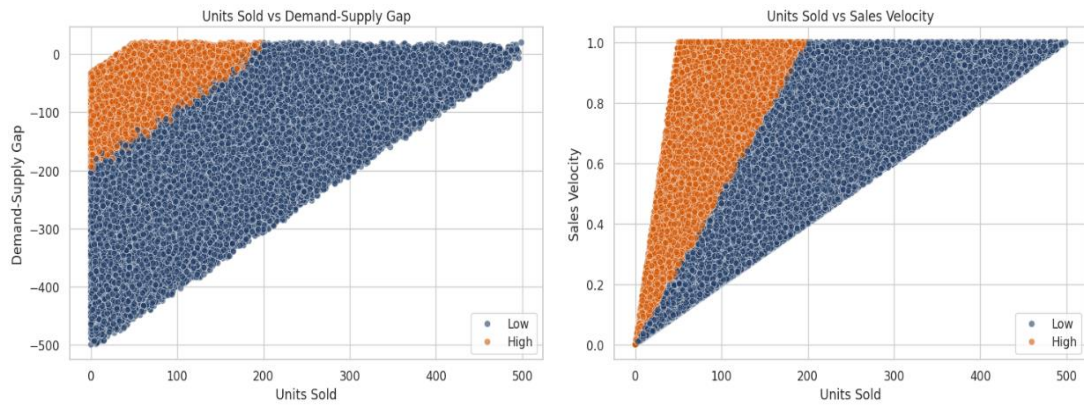 Units Sold vs Demand-Supply Gap
Demand-Supply Gap
0
−100
−200
−300
−400
−500
0 100 200 300 400 500
Units Sold
Low
High
Units Sold vs Sales Velocity
Sales Velocity
1.0
0.8
0.6
0.4
0.2
0.0
0 100 200 300 400 500
Units Sold
Low
High